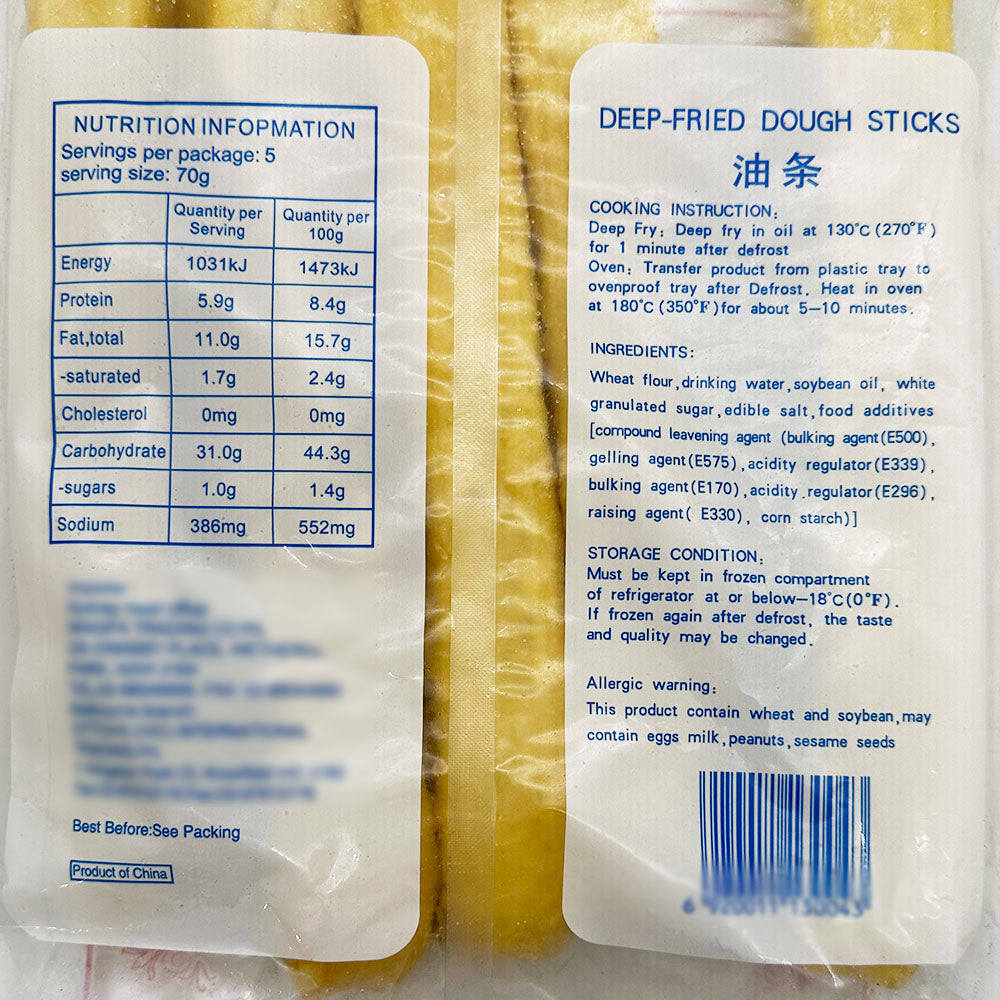 NUTRITION INFOPMATION
Servings per package: 5
serving size: 70g
Quantity per Serving Quantity per 100g
Energy 1031kJ 1473kJ
Protein 5.9g 8.4g
Fat,total 11.0g 15.7g
-saturated 1.7g 2.4g
Cholesterol 0mg 0mg
Carbohydrate 31.0g 44.3g
-sugars 1.0g 1.4g
Sodium 386mg 552mg
Best Before:See Packing
Product of China
DEEP-FRIED DOUGH STICKS
油条
COOKING INSTRUCTION:
Deep Fry: Deep fry in oil at 130°C (270°F)
for 1 minute after defrost
Oven: Transfer product from plastic tray to
ovenproof tray after Defrost. Heat in oven
at 180°C (350°F)for about 5—10 minutes.
INGREDIENTS:
Wheat flour,drinking water,soybean oil, white
granulated sugar,edible salt,food additives
[compound leavening agent (bulking agent(E500),
gelling agent(E575),acidity regulator(E339),
bulking agent(E170),acidity.regulator(E296),
raising agent( E330), corn starch)]
STORAGE CONDITION:
Must be kept in frozen compartment
of refrigerator at or below—18°C(0°F).
If frozen again after defrost, the taste
and quality may be changed.
Allergic warning:
This product contain wheat and soybean,may
contain eggs milk,peanuts,sesame seeds